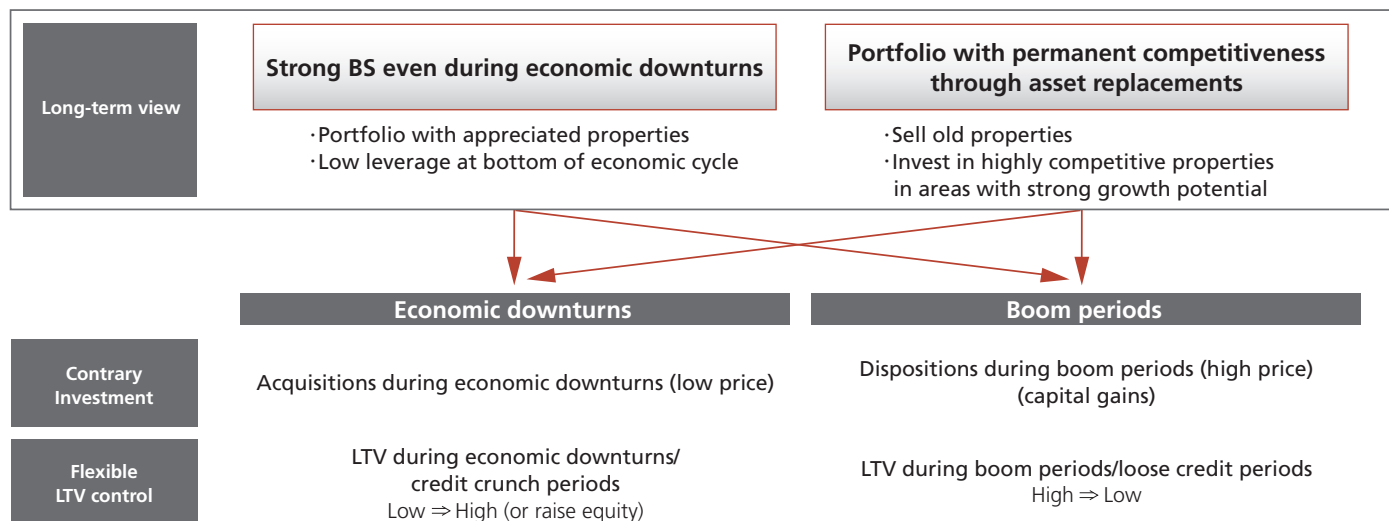 Long-term view
Strong BS even during economic downturns
·Portfolio with appreciated properties
·Low leverage at bottom of economic cycle
Portfolio with permanent competitiveness
through asset replacements
·Sell old properties
·Invest in highly competitive properties
in areas with strong growth potential
Economic downturns
Boom periods
Contrary
Investment
Acquisitions during economic downturns (low price)
Dispositions during boom periods (high price)
(capital gains)
Flexible
LTV control
LTV during economic downturns/
credit crunch periods
Low ⇒ High (or raise equity)
LTV during boom periods/loose credit periods
High ⇒ Low